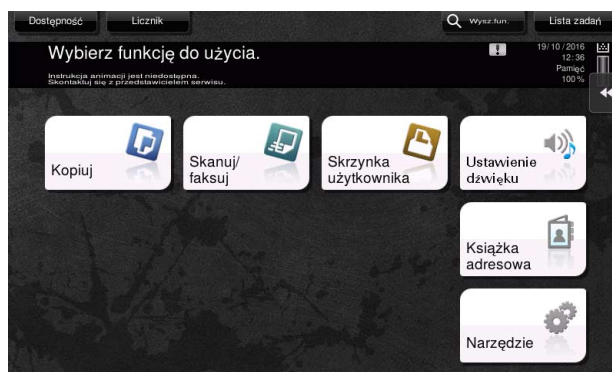 Dostępność
Licznik
Wysz.fun.
Lista zadań
Wybierz funkcję do użycia.
Instrukcja animacji jest niedostępna.
Skontaktuj się z przedstawicielem serwisu.
19/10/2016
12:36
Pamięć
100 %
Kopiuj
Skanuj/
faksuj
Skrzynka
użytkownika
Ustawienie
dźwięku
Książka
adresowa
Narzędzie